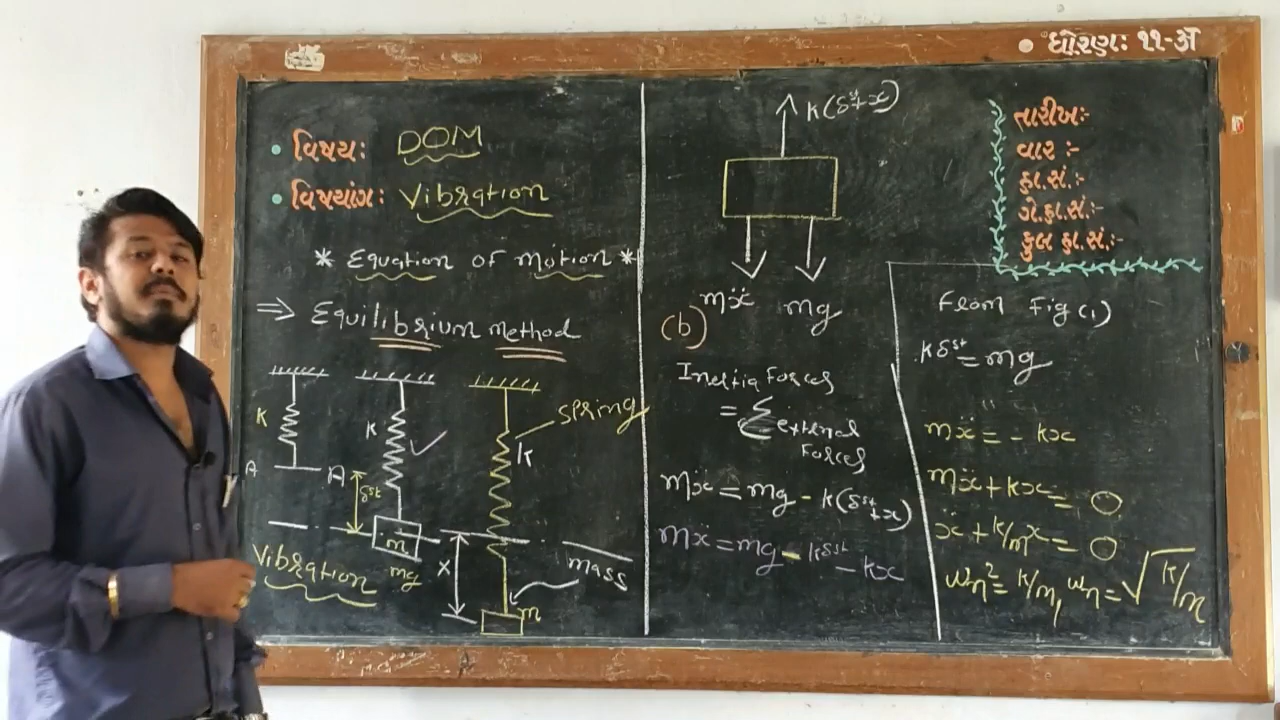 ધોરણઃ ૧૧-અ
• વિષયઃ DOM
• વિષયાંગઃ Vibration
* Equation of Motion *
⇒ Equilibrium method
K
A
K
A
δst
m
mg
Vibration
spring
k
x
mass
m
k(δst+x)
mẍ mg
(b)
Inertia Forces
= Σ external
Forces
mẍ = mg - k(δst+x)
mẍ = mg - kδst - kx
તારીખઃ-
વાર :-
ફા.સં.:-
ગે.ફા.સં.:-
કુલ ફા.સં.:-
From Fig (1)
kδst = mg
mẍ = - kx
mẍ + kx = 0
ẍ + k/m x = 0
ωn² = k/m, ωn = √k/m